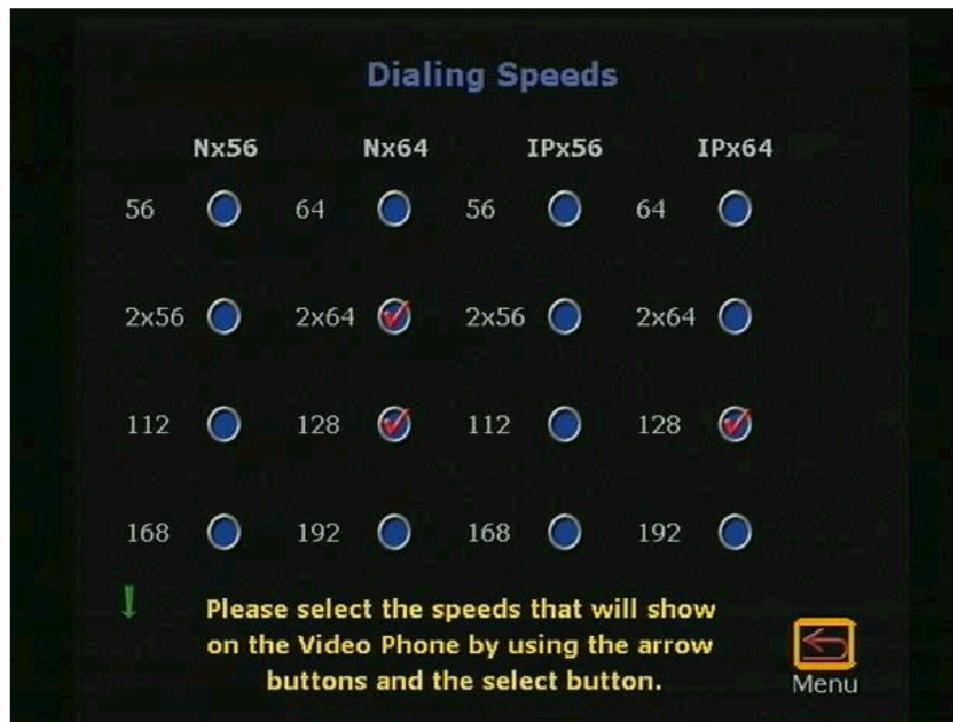 Dialing Speeds
Nx56 Nx64 IPx56 IPx64
56 64 56 64
2x56 2x64 2x56 2x64
112 128 112 128
168 192 168 192
Please select the speeds that will show
on the Video Phone by using the arrow
buttons and the select button.
Menu